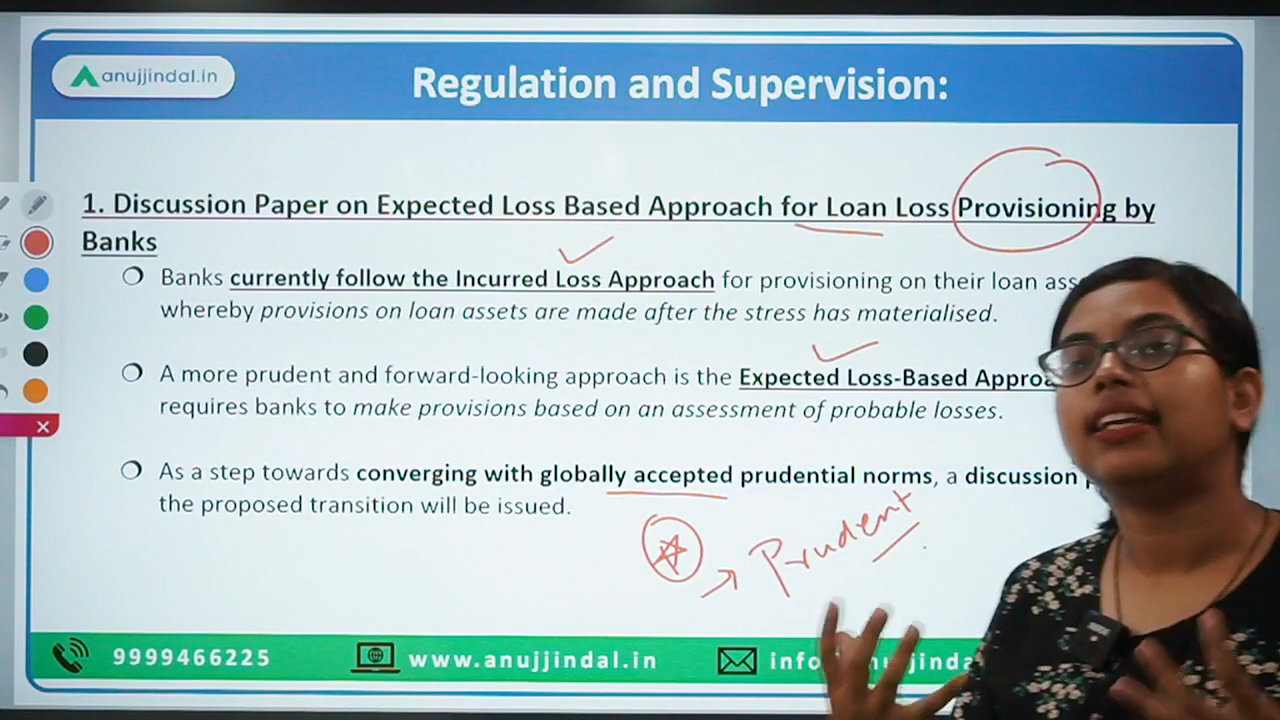 anujjindal.in
Regulation and Supervision:
1. Discussion Paper on Expected Loss Based Approach for Loan Loss Provisioning by
Banks
Banks currently follow the Incurred Loss Approach for provisioning on their loan
whereby provisions on loan assets are made after the stress has materialised.
A more prudent and forward-looking approach is the Expected Loss-Based
requires banks to make provisions based on an assessment of probable losses.
As a step towards converging with globally accepted prudential norms, a discussion
the proposed transition will be issued.
Prudent
9999466225 www.anujjindal.in